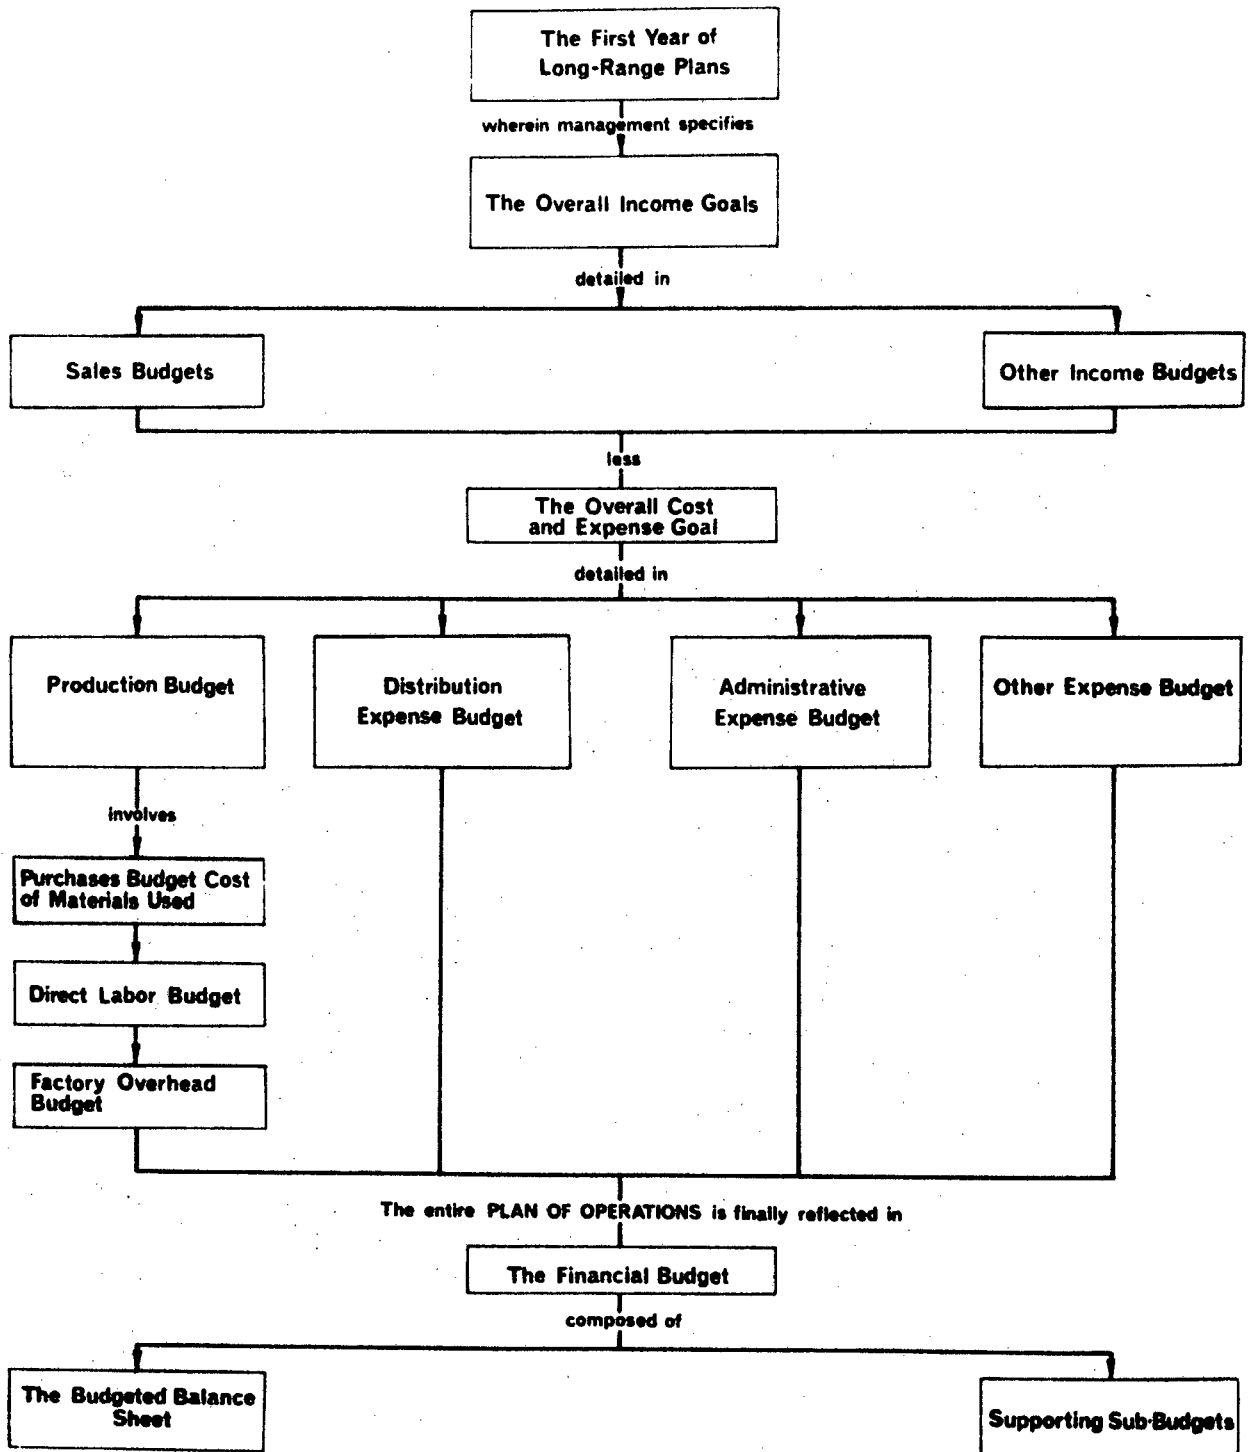 The First Year of
Long-Range Plans
wherein management specifies
The Overall Income Goals
detailed in
Sales Budgets
Other Income Budgets
less
The Overall Cost
and Expense Goal
detailed in
Production Budget
Distribution
Expense Budget
Administrative
Expense Budget
Other Expense Budget
involves
Purchases Budget Cost
of Materials Used
Direct Labor Budget
Factory Overhead
Budget
The entire PLAN OF OPERATIONS is finally reflected in
The Financial Budget
composed of
The Budgeted Balance
Sheet
Supporting Sub-Budgets